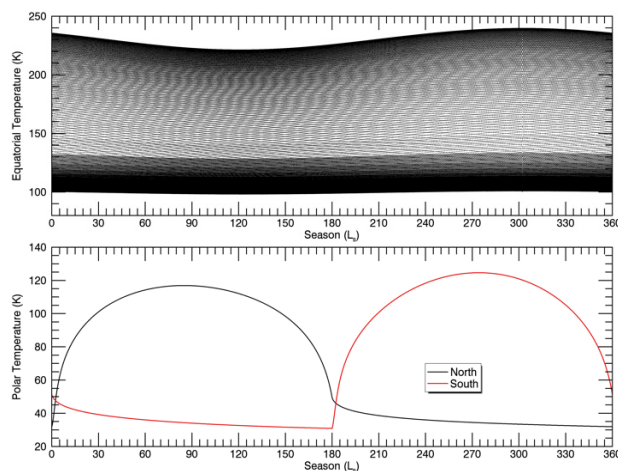 250
200
150
100
Equatorial Temperature (K)
0 30 60 90 120 150 180 210 240 270 300 330 360
Season (Ls)
140
120
100
80
60
40
20
Polar Temperature (K)
North
South
0 30 60 90 120 150 180 210 240 270 300 330 360
Season (Ls)